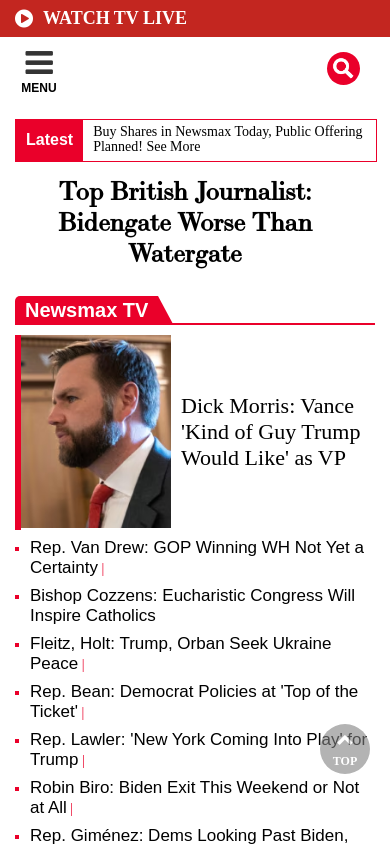 WATCH TV LIVE
MENU
Latest
Buy Shares in Newsmax Today, Public Offering
Planned! See More
Top British Journalist:
Bidengate Worse Than
Watergate
Newsmax TV
Dick Morris: Vance
'Kind of Guy Trump
Would Like' as VP
Rep. Van Drew: GOP Winning WH Not Yet a
Certainty |
Bishop Cozzens: Eucharistic Congress Will
Inspire Catholics
Fleitz, Holt: Trump, Orban Seek Ukraine
Peace |
Rep. Bean: Democrat Policies at 'Top of the
Ticket' |
Rep. Lawler: 'New York Coming Into Play' for
Trump |
TOP
Robin Biro: Biden Exit This Weekend or Not
at All |
Rep. Giménez: Dems Looking Past Biden,